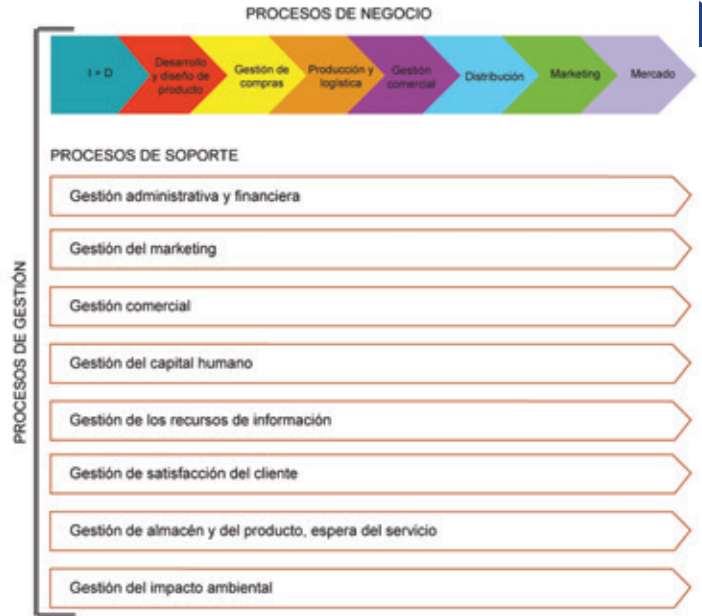 PROCESOS DE NEGOCIO
I + D
Desarrollo
y diseño de
producto
Gestión de
compras
Producción y
logística
Gestión
comercial
Distribución
Marketing
Mercado
PROCESOS DE SOPORTE
Gestión administrativa y financiera
Gestión del marketing
Gestión comercial
Gestión del capital humano
Gestión de los recursos de información
Gestión de satisfacción del cliente
Gestión de almacén y del producto, espera del servicio
Gestión del impacto ambiental
PROCESOS DE GESTIÓN